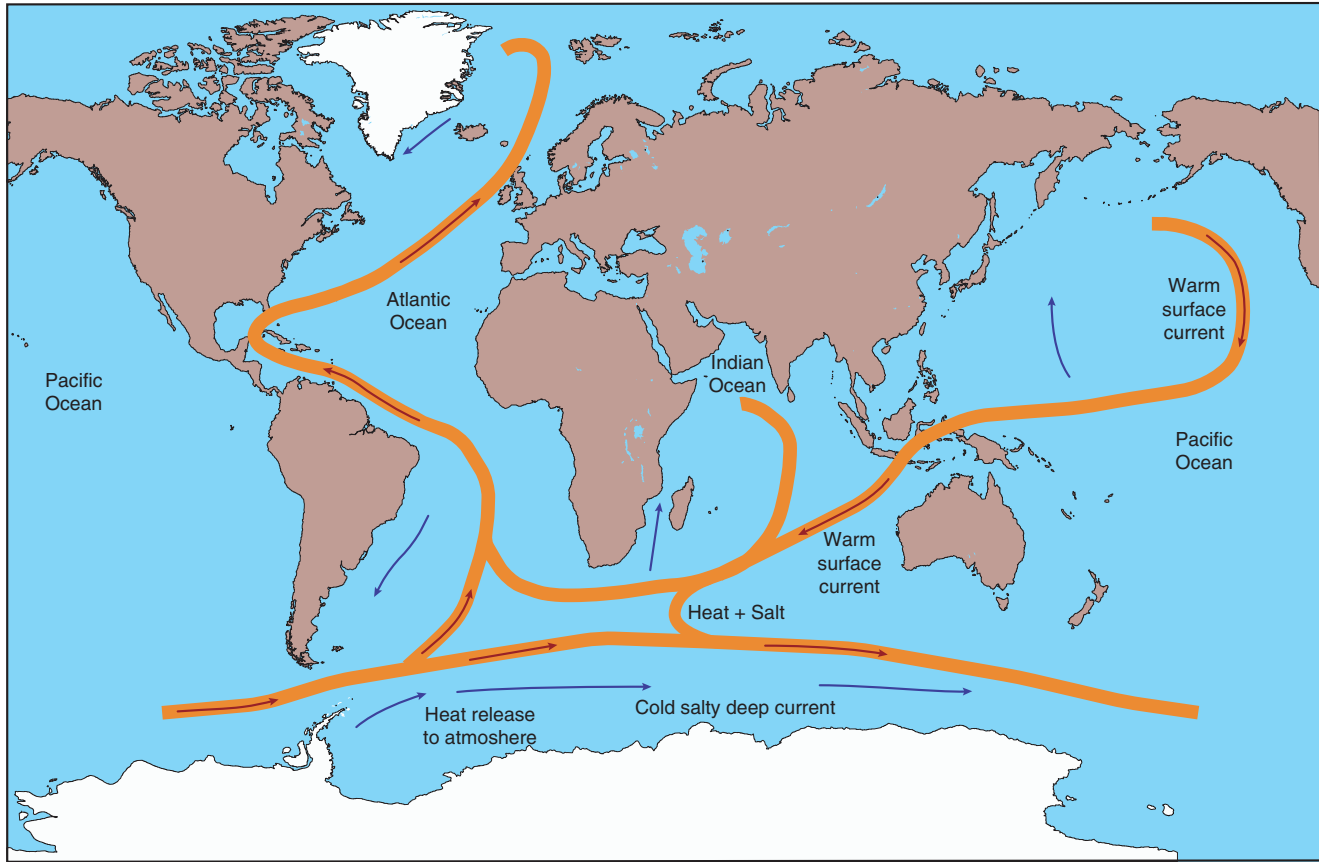 Atlantic
Ocean
Warm
surface
current
Indian
Ocean
Pacific
Ocean
Pacific
Ocean
Warm
surface
current
Heat + Salt
Heat release
to atmoshere
Cold salty deep current